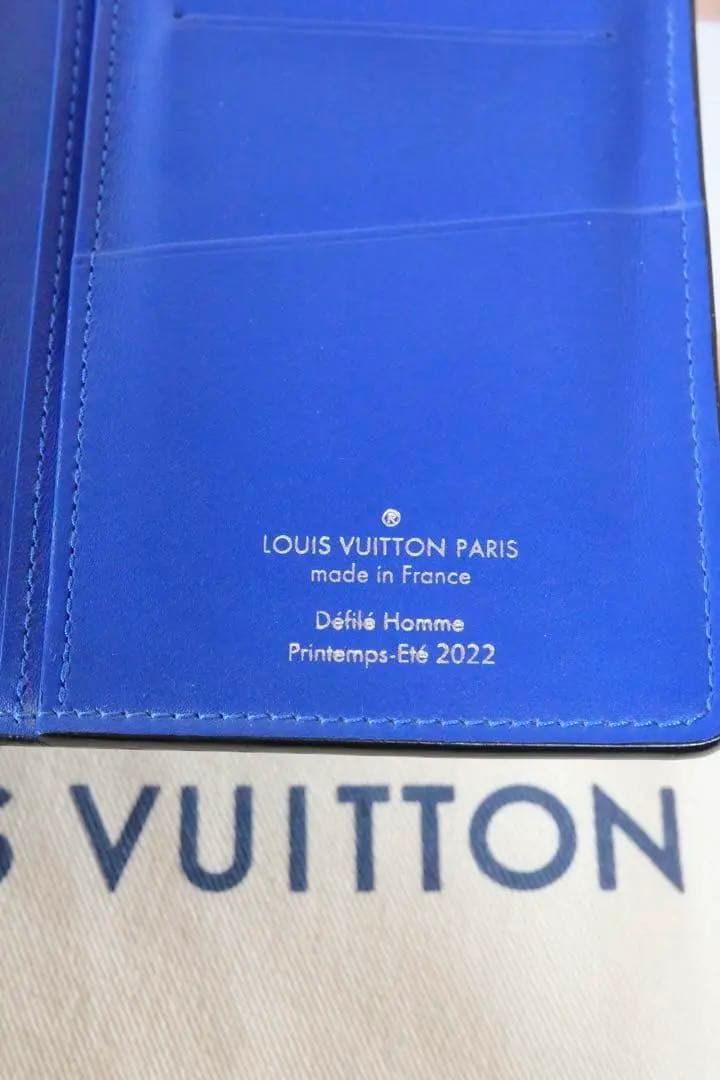 ®
LOUIS VUITTON PARIS
made in France
Défilé Homme
Printemps-Eté 2022
S VUITTON